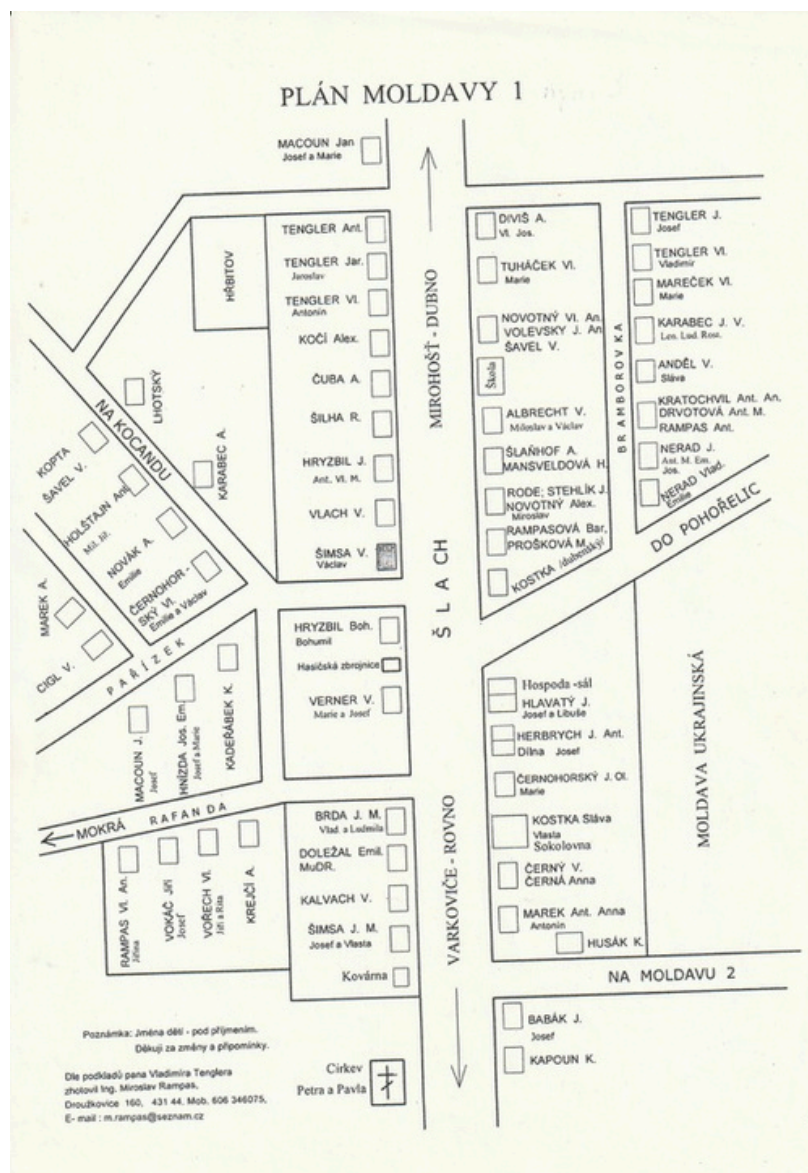 PLÁN MOLDAVY 1
MACOUN Jan
Josef a Marie
TENGLER Ant.
TENGLER Jar.
Jaroslav
TENGLER Vl.
Antonín
KOČÍ Alex.
ČUBA A.
ŠILHA R.
HRYZBIL J.
Ant. Vl. M.
VLACH V.
ŠIMSA V.
Václav
HŘBITOV
LHOTSKÝ
KARABEC A.
NA KOCANDU
KOPTA
ŠAVEL V.
HOLŠTAJN Ant.
Mil. Jiř.
NOVÁK A.
Emilie
ČERNOHOR -
SKÝ Vl.
Emilie a Václav
MAREK A.
CIGL V.
PAŘÍZEK
MACOUN J.
Josef
HNÍZDA Jos. Em.
Josef a Marie
KADEŘÁBEK K.
HRYZBIL Boh.
Bohumil
Hasičská zbrojnice
VERNER V.
Marie a Josef
MOKRÁ
RAFANDA
RAMPAS Vl. An.
Jiřina
VOKÁČ Jiří
Josef
VOŘECH Vl.
Jiří a Rita
KREJČÍ A.
BRDA J. M.
Vlad. a Ludmila
DOLEŽAL Emil.
MuDR.
KALVACH V.
ŠIMSA J. M.
Josef a Vlasta
Kovárna
MIROHOŠŤ - DUBNO
ŠLACH
VARKOVIČE - ROVNO
DIVIŠ A.
Vl. Jos.
TUHÁČEK Vl.
Marie
NOVOTNÝ Vl. An.
VOLEVSKY J. An
ŠAVEL V.
Škola
ALBRECHT V.
Miloslav a Václav
ŠLAŇHOF A.
MANSVELDOVÁ H.
RODE; STEHLÍK J.
NOVOTNÝ Alex.
Miroslav
RAMPASOVÁ Bar,
PROŠKOVÁ M.
KOSTKA /dubenský/
BRAMBOROVKA
TENGLER J.
Josef
TENGLER Vl.
Vladimír
MAREČEK Vl.
Marie
KARABEC J. V.
Len. Lud. Rost.
ANDĚL V.
Sláva
KRATOCHVIL Ant. An.
DRVOTOVÁ Ant. M.
RAMPAS Ant.
NERAD J.
Ant. M. Em.
Jos.
NERAD Vlad.
Emilie
DO POHOŘELIC
Hospoda -sál
HLAVATÝ J.
Josef a Libuše
HERBRYCH J. Ant.
Dílna Josef
ČERNOHORSKÝ J. Ol.
Marie
KOSTKA Sláva
Vlasta
Sokolovna
ČERNÝ V.
ČERNÁ Anna
MAREK Ant. Anna
Antonín
HUSÁK K.
MOLDAVA UKRAJINSKÁ
NA MOLDAVU 2
BABÁK J.
Josef
KAPOUN K.
Církev
Petra a Pavla
Poznámka: Jména dětí - pod příjmením.
Děkuji za změny a připomínky.
Dle podkladů pana Vladimíra Tenglera
zhotovil Ing. Miroslav Rampas,
Droužkovice 160, 431 44, Mob. 606 346075,
E- mail : m.rampas@seznam.cz